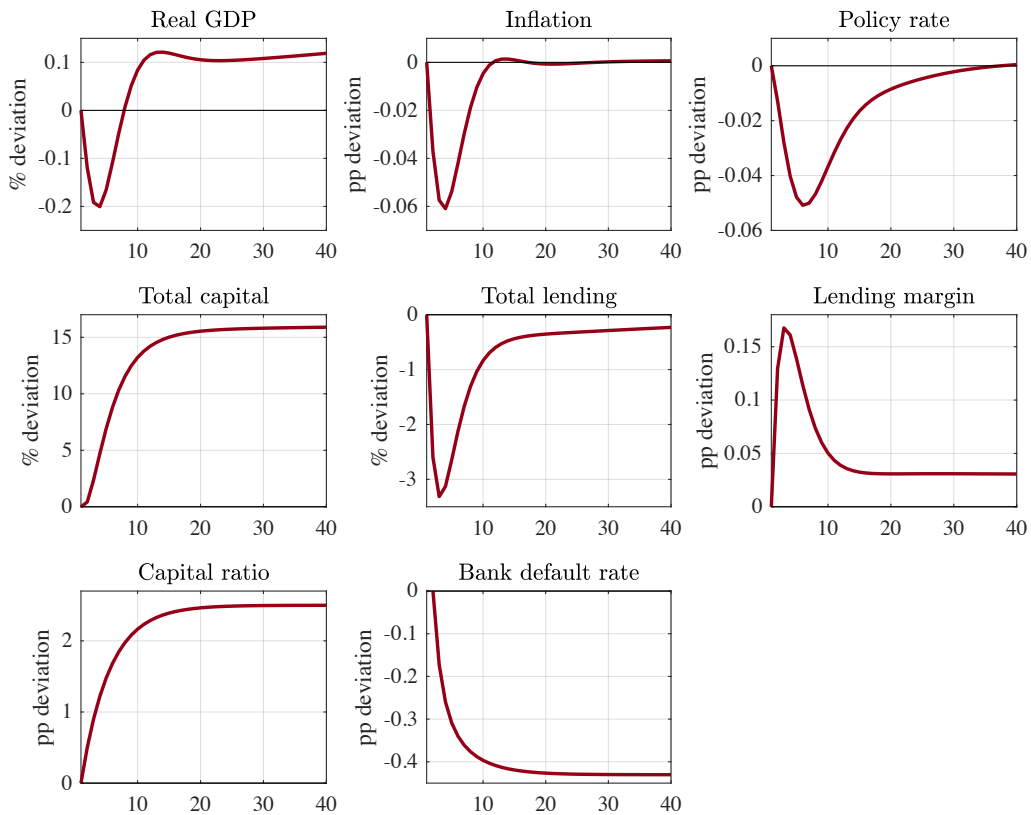 Real GDP
% deviation
0.1
0
-0.1
-0.2
10 20 30 40
Inflation
pp deviation
0
-0.02
-0.04
-0.06
10 20 30 40
Policy rate
pp deviation
0
-0.02
-0.04
-0.06
10 20 30 40
Total capital
% deviation
15
10
5
0
10 20 30 40
Total lending
% deviation
0
-1
-2
-3
10 20 30 40
Lending margin
pp deviation
0.15
0.1
0.05
0
10 20 30 40
Capital ratio
pp deviation
2
1
0
10 20 30 40
Bank default rate
pp deviation
0
-0.1
-0.2
-0.3
-0.4
10 20 30 40